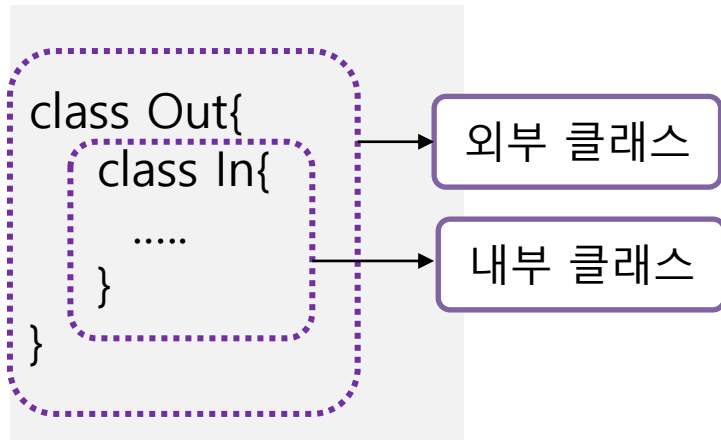 class Out{
외부 클래스
class In{
.....
내부 클래스
}
}